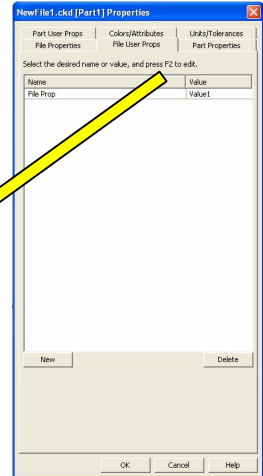 NewFile1.ckd [Part1] Properties
Part User Props Colors/Attributes Units/Tolerances
File Properties File User Props Part Properties
Select the desired name or value, and press F2 to edit.
Name Value
File Prop Value1
New Delete
OK Cancel Help